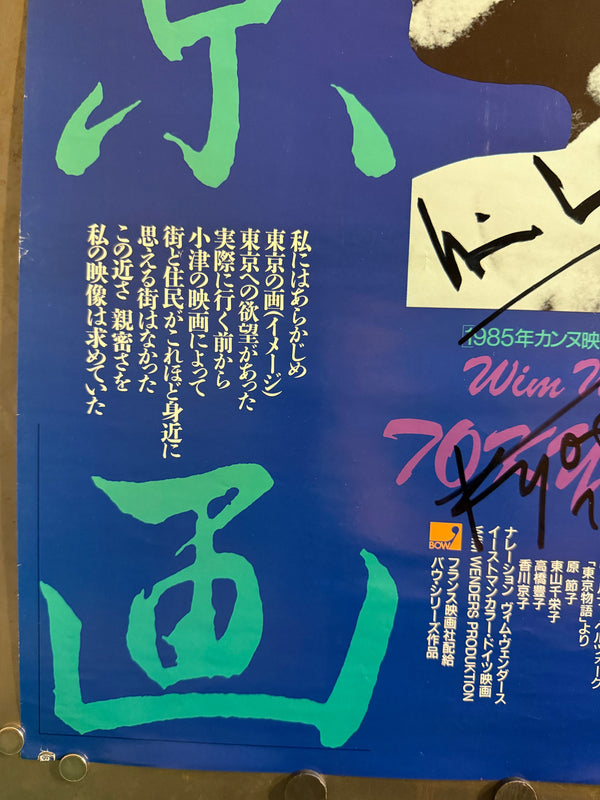 京
画
私にはあらかじめ
東京の画(イメージ)
東京への欲望があった
実際に行く前から
小津の映画によって
街ど住民がこれほど身近に
思える街はなかった
この近さ 親密さを
私の映像は求めていた
1985年カンヌ映
Wim
TOKY
Kyo
「東京物語」より
原 節子
東山千栄子
高橋豊子
香川京子
ナレーション ヴィム・ヴェンダース
イーストマンカラー・ドイツ映画
WIM WENDERS PRODUKTION
フランス映画社配給
バウ・シリーズ作品
BOW